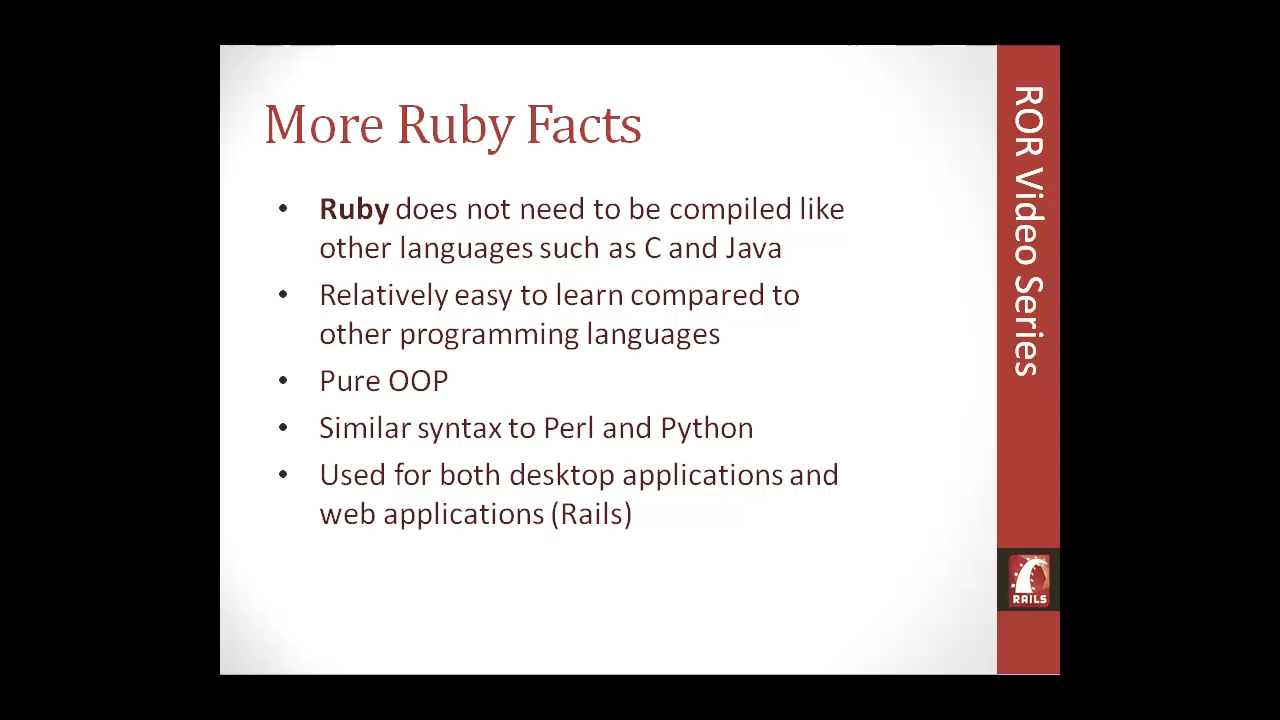 More Ruby Facts
• Ruby does not need to be compiled like
other languages such as C and Java
• Relatively easy to learn compared to
other programming languages
• Pure OOP
• Similar syntax to Perl and Python
• Used for both desktop applications and
web applications (Rails)
ROR Video Series
RAILS